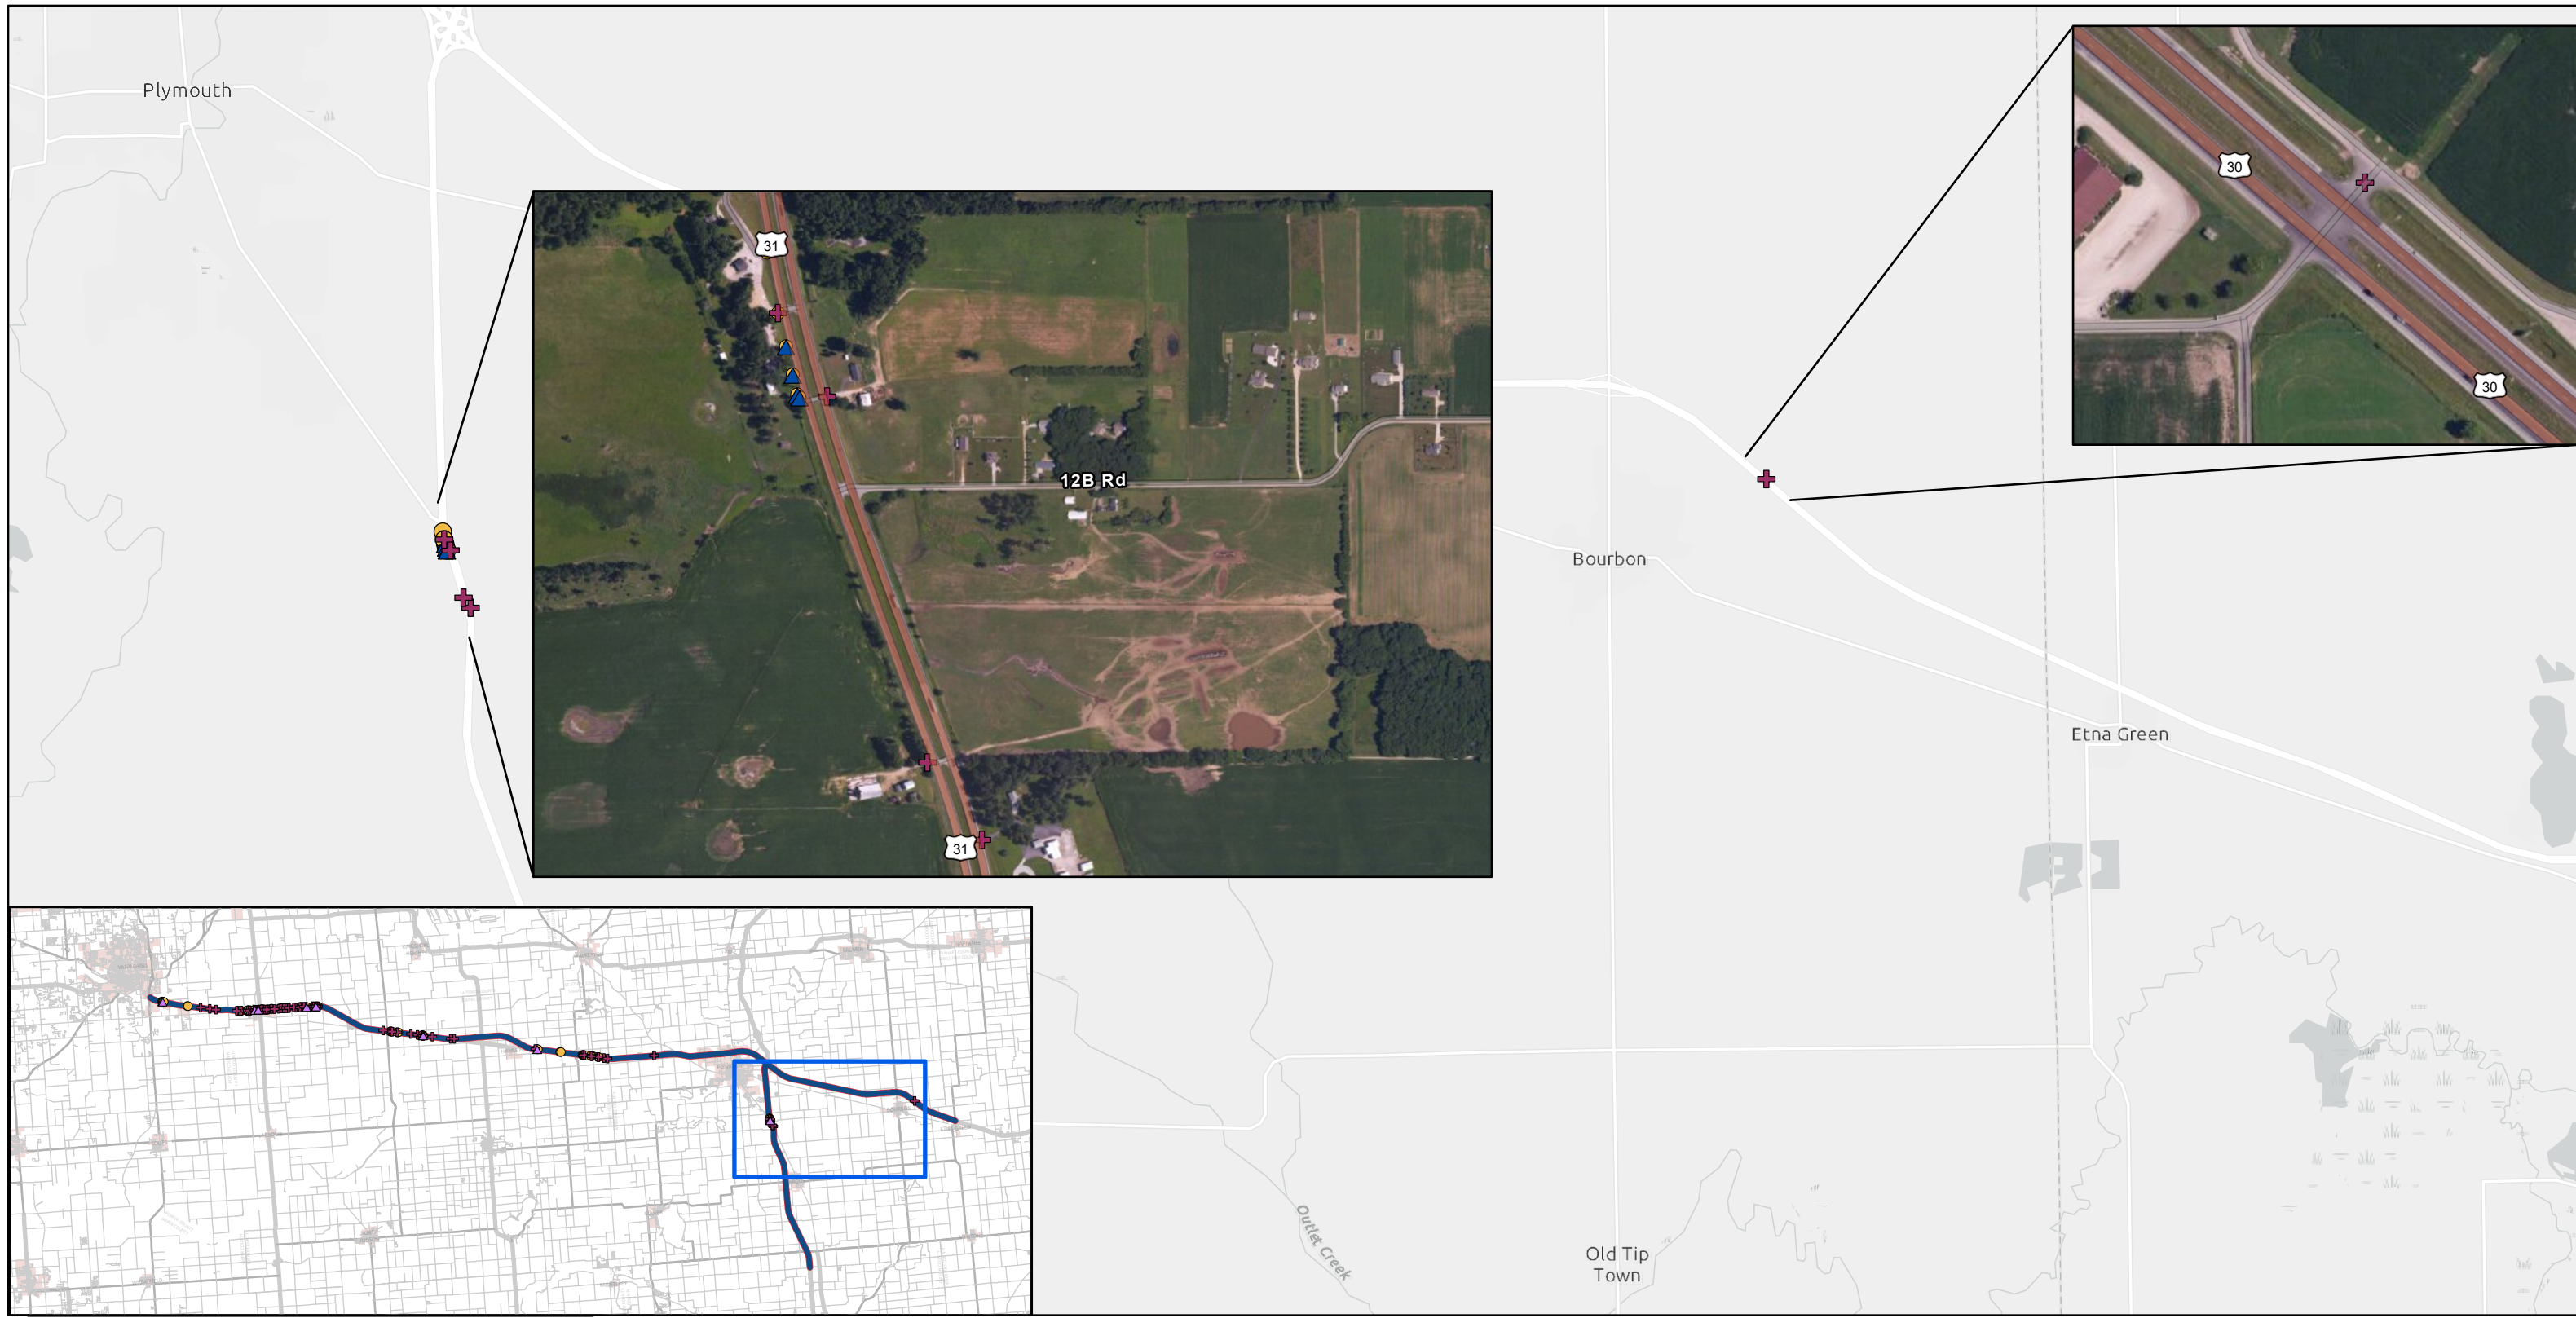 Plymouth
30
31
30
12B Rd
Bourbon
Etna Green
31
Outlet Creek
Old Tip
Town